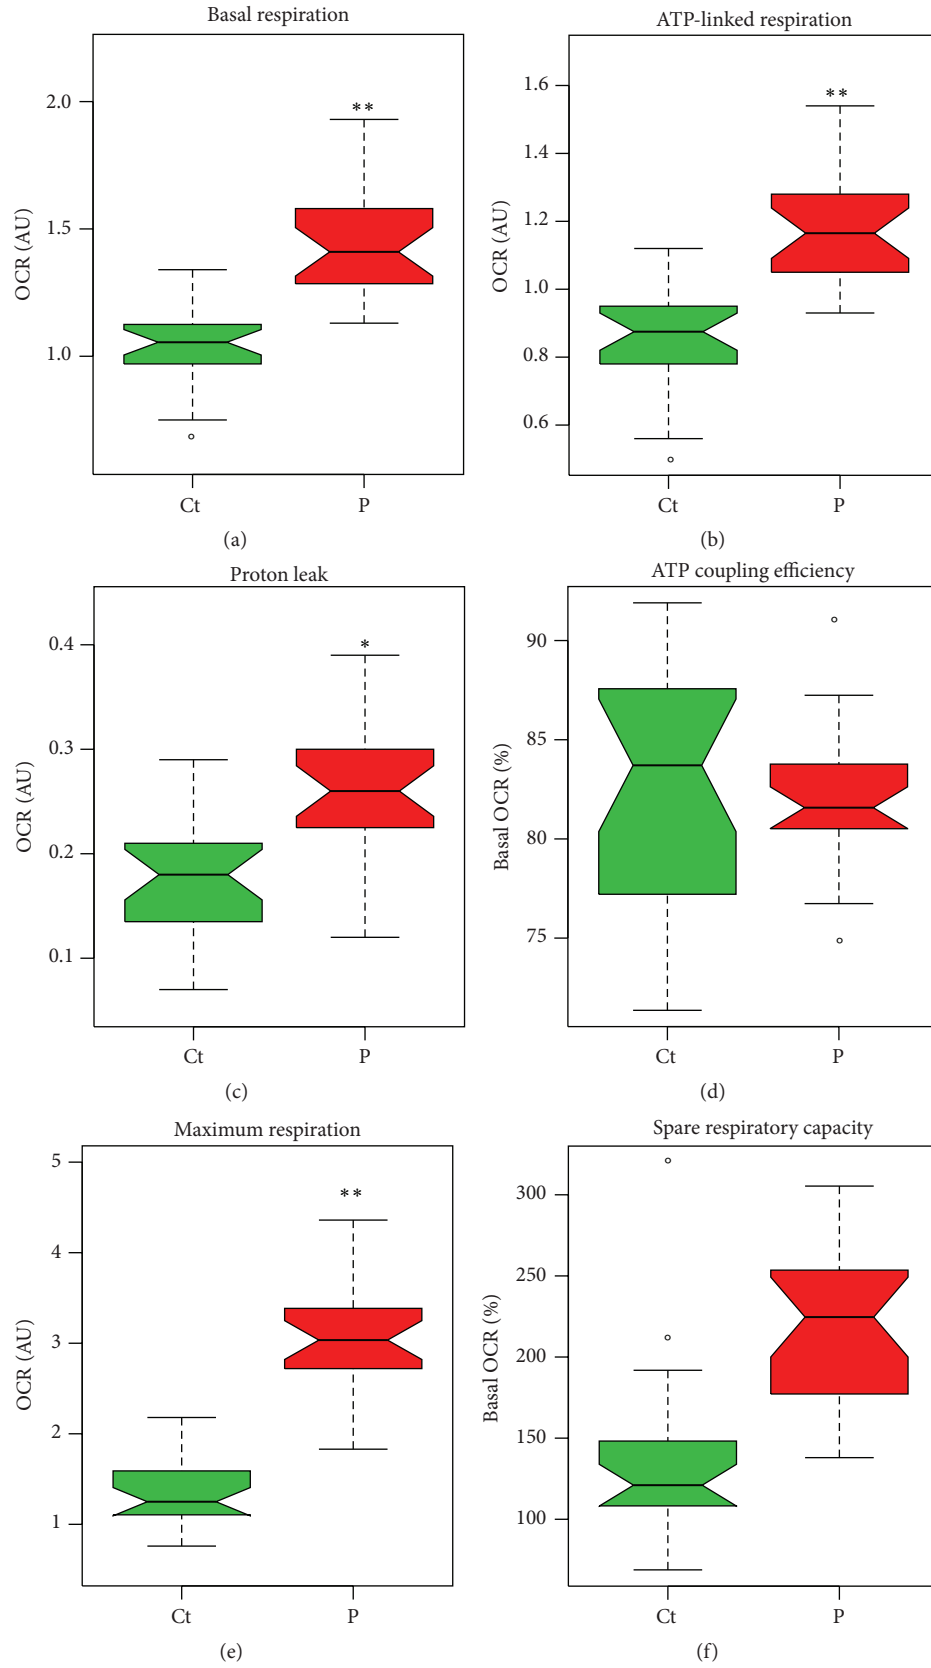 Basal respiration
OCR (AU)
2.0
1.5
1.0
**
Ct
P
(a)
ATP-linked respiration
OCR (AU)
1.6
1.4
1.2
1.0
0.8
0.6
**
Ct
P
(b)
Proton leak
OCR (AU)
0.4
0.3
0.2
0.1
*
Ct
P
(c)
ATP coupling efficiency
Basal OCR (%)
90
85
80
75
Ct
P
(d)
Maximum respiration
OCR (AU)
5
4
3
2
1
**
Ct
P
(e)
Spare respiratory capacity
Basal OCR (%)
300
250
200
150
100
Ct
P
(f)